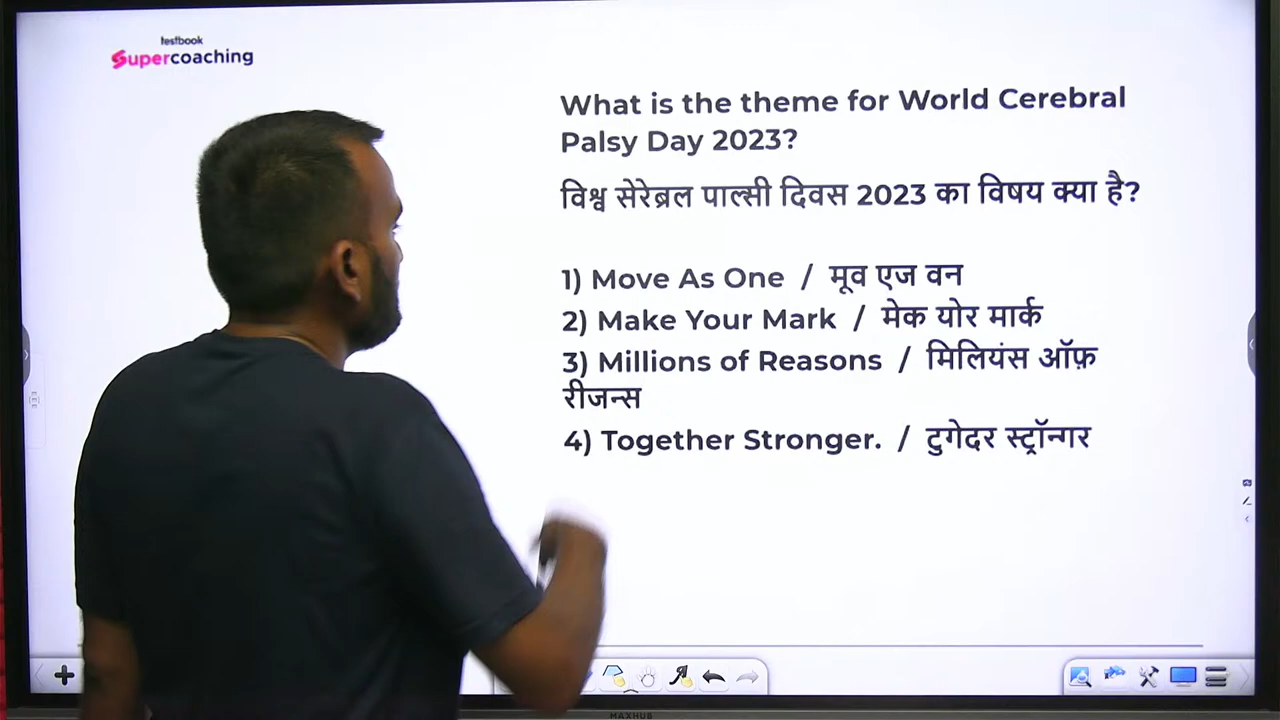 testbook
Supercoaching
What is the theme for World Cerebral
Palsy Day 2023?
विश्व सेरेब्रल पाल्सी दिवस 2023 का विषय क्या है?
1) Move As One / मूव एज वन
2) Make Your Mark / मेक योर मार्क
3) Millions of Reasons / मिलियंस ऑफ़
रीजन्स
4) Together Stronger. / टुगेदर स्ट्रॉन्गर
MAXHUB